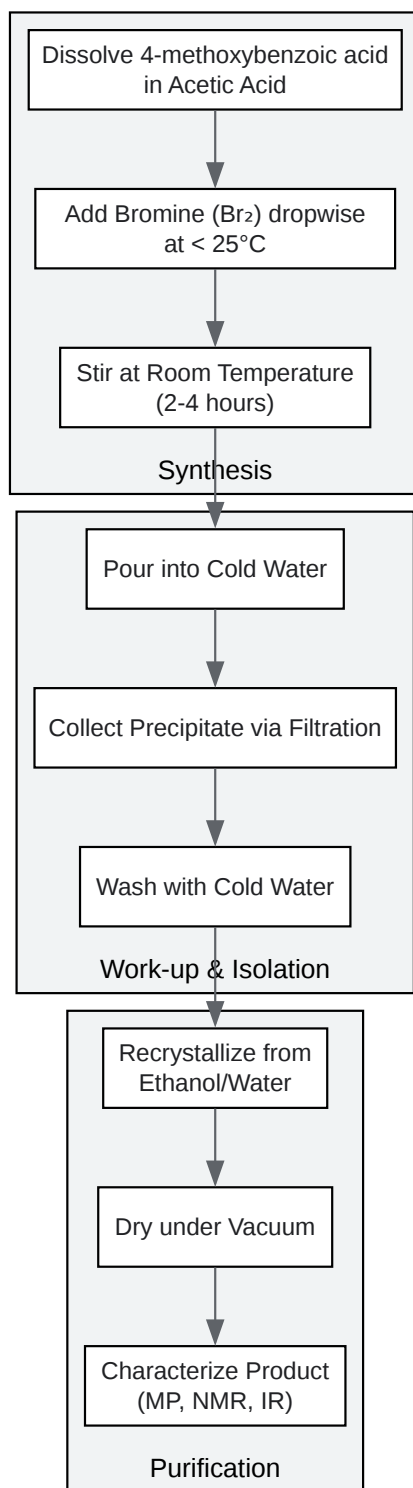 Dissolve 4-methoxybenzoic acid
in Acetic Acid
Add Bromine (Br₂) dropwise
at < 25°C
Stir at Room Temperature
(2-4 hours)
Synthesis
Pour into Cold Water
Collect Precipitate via Filtration
Wash with Cold Water
Work-up & Isolation
Recrystallize from
Ethanol/Water
Dry under Vacuum
Characterize Product
(MP, NMR, IR)
Purification